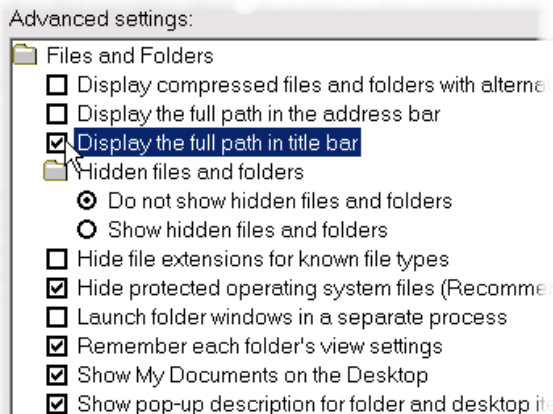 Advanced settings:
Files and Folders
Display compressed files and folders with
Display the full path in the address bar
Display the full path in title bar
Hidden files and folders
Do not show hidden files and folders
Show hidden files and folders
Hide file extensions for known file types
Hide protected operating system files
Launch folder windows in a separate process
Remember each folder's view settings
Show My Documents on the Desktop
Show pop-up description for folder and desktop